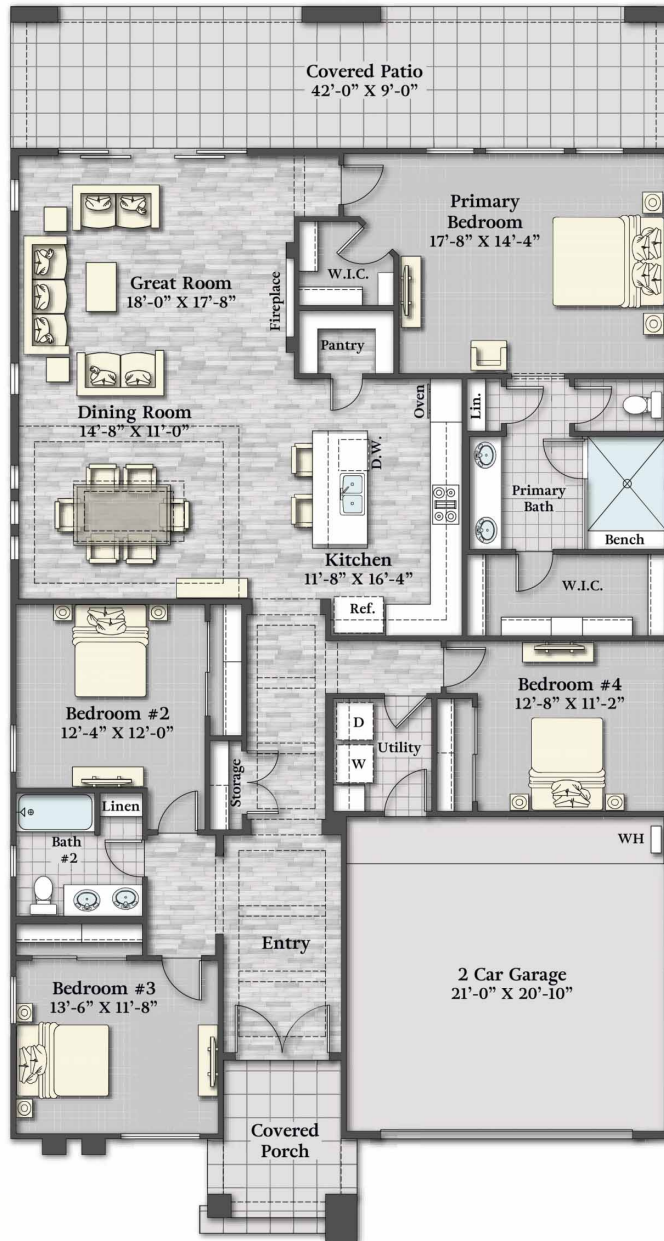 Covered Patio
42’-0” X 9’-0”
Primary
Bedroom
17’-8” X 14’-4”
W.I.C.
Great Room
18’-0” X 17’-8”
Fireplace
Pantry
Oven
Lin.
Dining Room
14’-8” X 11’-0”
D.W.
Primary
Bath
Bench
Kitchen
11’-8” X 16’-4”
W.I.C.
Ref.
Bedroom #2
12’-4” X 12’-0”
Bedroom #4
12’-8” X 11’-2”
D
Utility
W
Storage
Linen
Bath
#2
WH
Entry
2 Car Garage
21’-0” X 20’-10”
Bedroom #3
13’-6” X 11’-8”
Covered
Porch